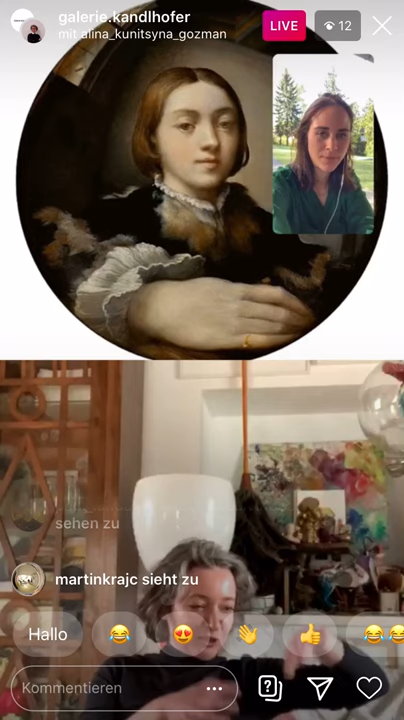 galerie.kandlhofer
mit alina_kunitsyna_gozman
LIVE
12
sehen zu
martinkrajc sieht zu
Hallo
Kommentieren